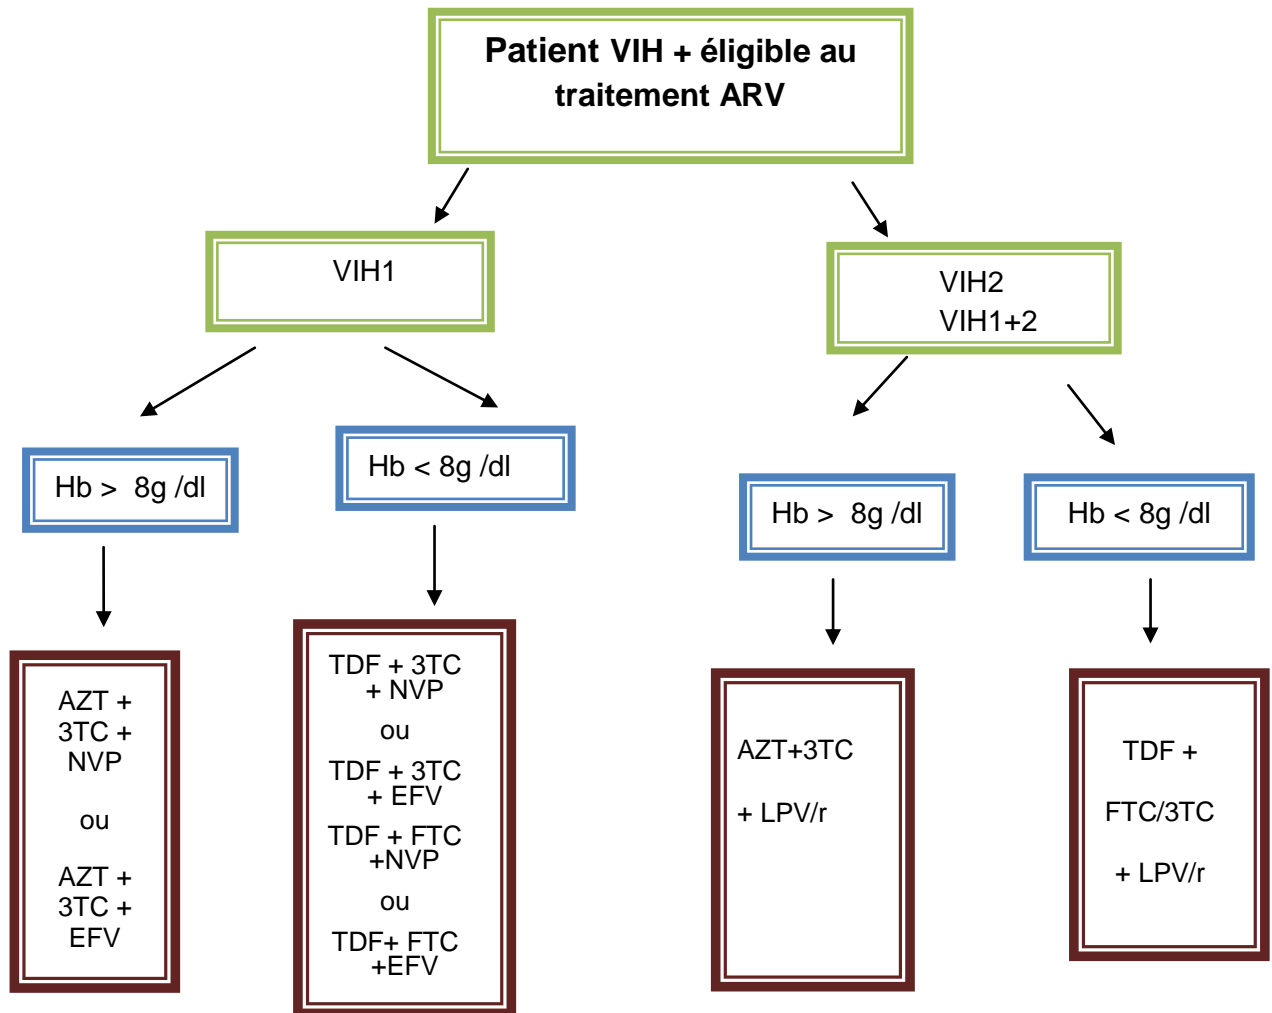 Patient VIH + éligible au
traitement ARV
VIH1
VIH2
VIH1+2
Hb > 8g /dl
Hb < 8g /dl
Hb > 8g /dl
Hb < 8g /dl
AZT +
3TC +
NVP
ou
AZT +
3TC +
EFV
TDF + 3TC
+ NVP
ou
TDF + 3TC
+ EFV
TDF + FTC
+NVP
ou
TDF+ FTC
+EFV
AZT+3TC
+ LPV/r
TDF +
FTC/3TC
+ LPV/r